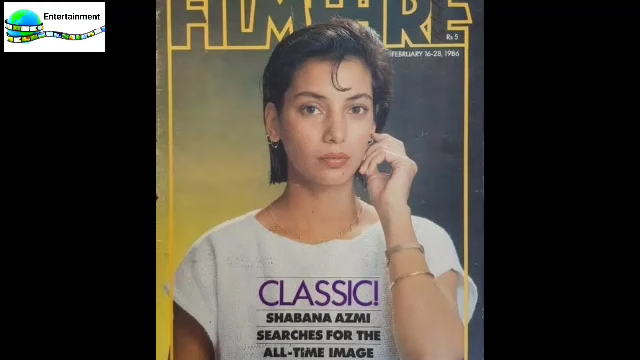 Entertainment
FILMFARE
Rs 5
FEBRUARY 16-28, 1986
CLASSIC!
SHABANA AZMI
SEARCHES FOR THE
ALL-TIME IMAGE